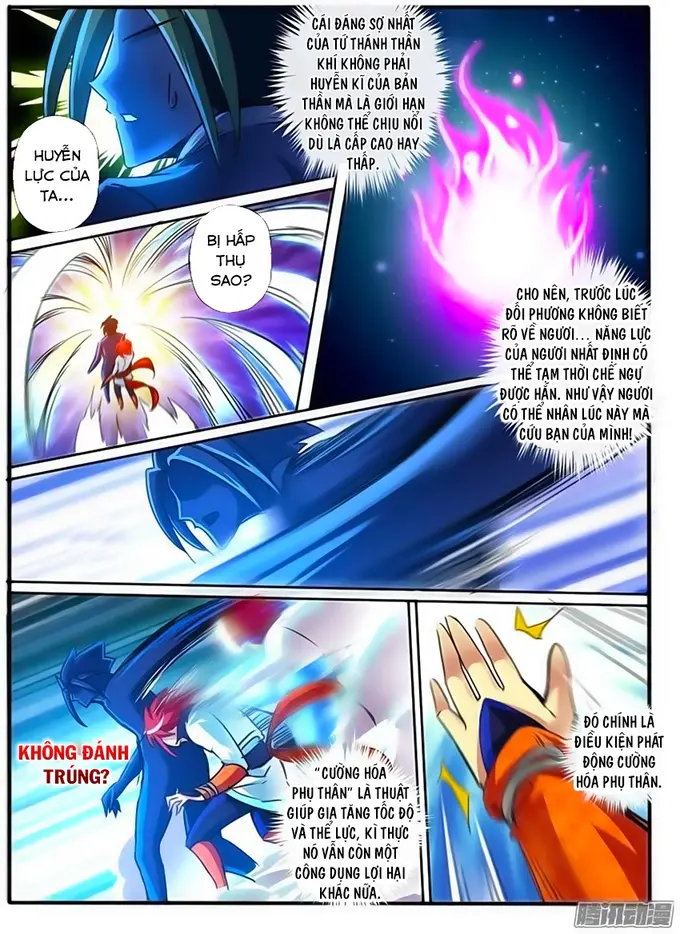 CÁI ĐÁNG SỢ NHẤT
CỦA TỨ THÁNH THẦN
KHÍ KHÔNG PHẢI
HUYỄN KĨ CỦA BẢN
THẦN MÀ LÀ GIỚI HẠN
KHÔNG THỂ CHỊU NỔI
DÙ LÀ CẤP CAO HAY
THẤP.
HUYỄN
LỰC CỦA
TA...
BỊ HẤP
THỤ
SAO?
CHO NÊN, TRƯỚC LÚC
ĐỐI PHƯƠNG KHÔNG BIẾT
RÕ VỀ NGƯƠI... NĂNG LỰC
CỦA NGƯƠI NHẤT ĐỊNH CÓ
THỂ TẠM THỜI CHẾ NGỰ
ĐƯỢC HẮN. NHƯ VẬY NGƯƠI
CÓ THỂ NHÂN LÚC NÀY MÀ
CỨU BẠN CỦA MÌNH!
KHÔNG ĐÁNH
TRÚNG?
"CƯỜNG HÓA
PHỤ THÂN" LÀ THUẬT
GIÚP GIA TĂNG TỐC ĐỘ
VÀ THỂ LỰC, KÌ THỰC
NÓ VẪN CÒN MỘT
CÔNG DỤNG LỢI HẠI
KHÁC NỮA.
ĐÓ CHÍNH LÀ
ĐIỀU KIỆN PHÁT
ĐỘNG CƯỜNG
HÓA PHỤ THÂN.
腾讯动漫